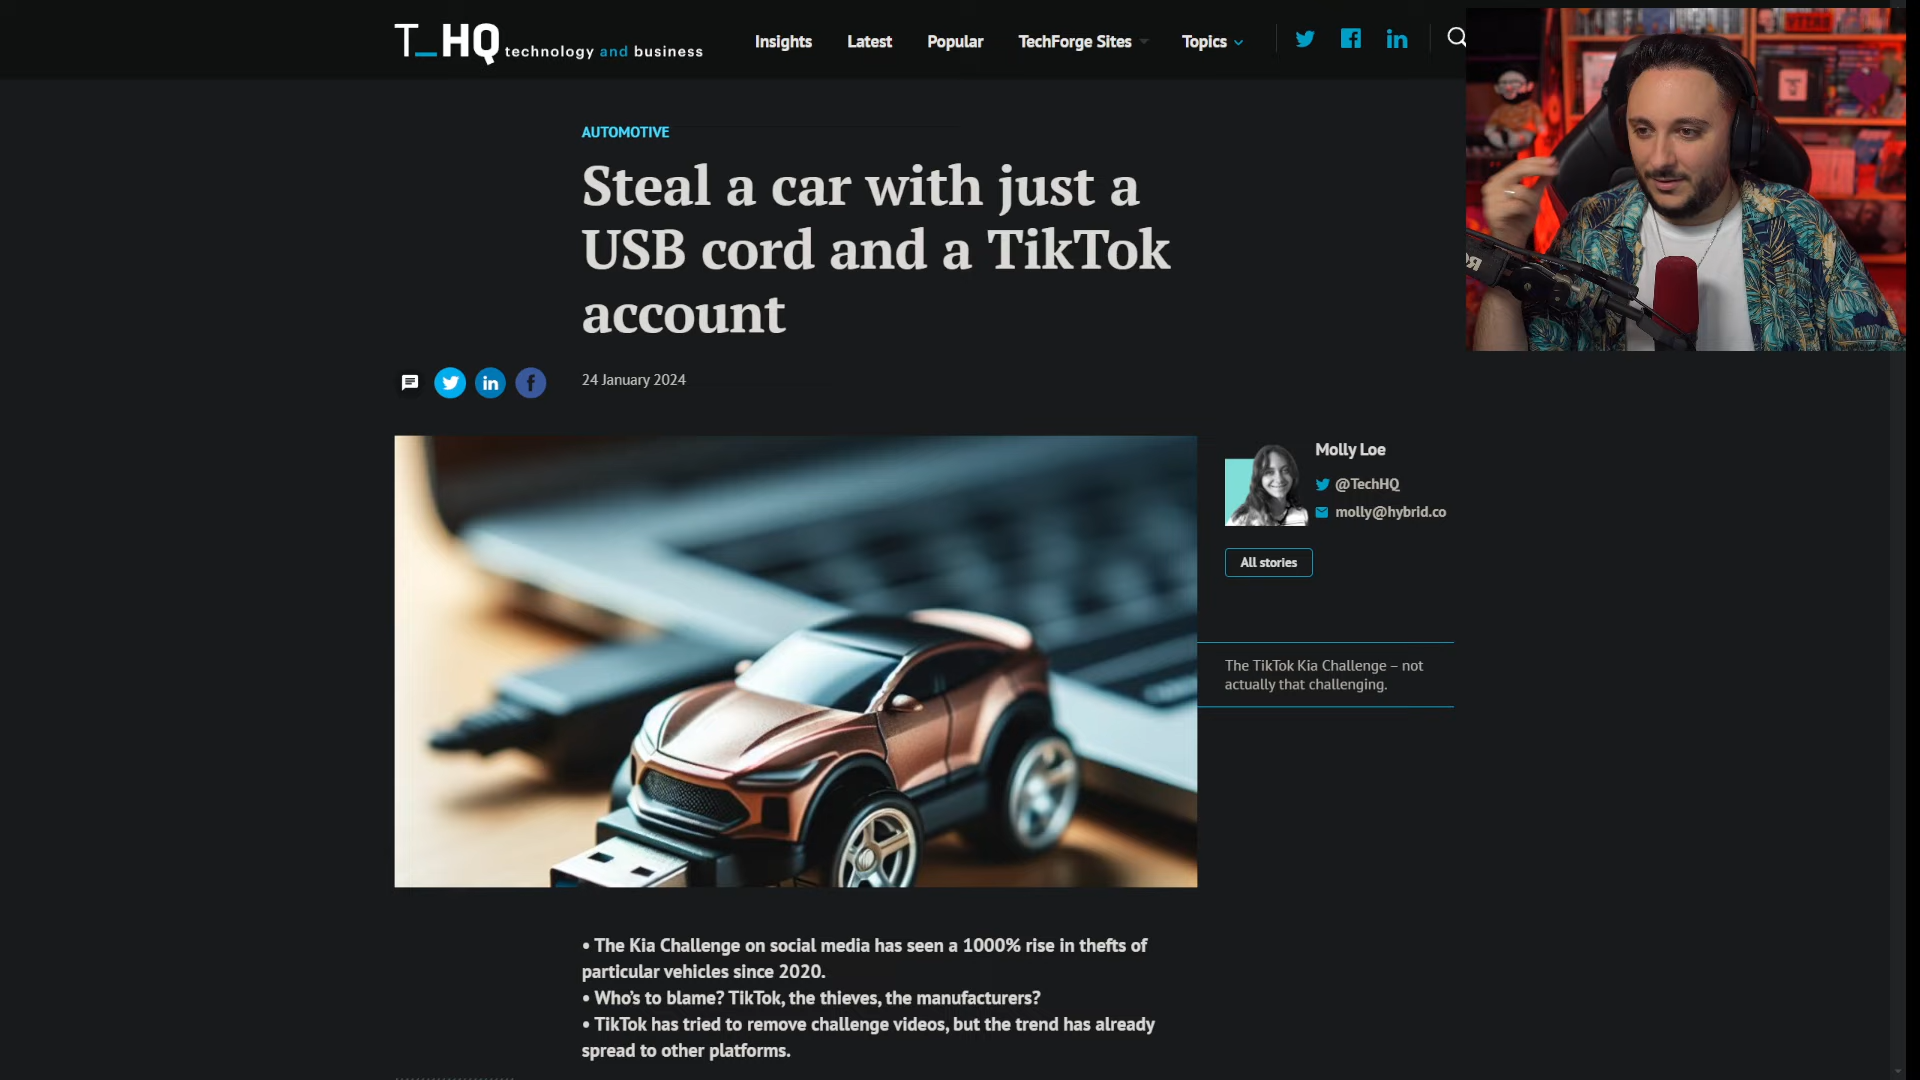 T_HQ technology and business
Insights
Latest
Popular
TechForge Sites
Topics
AUTOMOTIVE
Steal a car with just a
USB cord and a TikTok
account
24 January 2024
Molly Loe
@TechHQ
molly@hybrid.co
All stories
The TikTok Kia Challenge – not
actually that challenging.
• The Kia Challenge on social media has seen a 1000% rise in thefts of
particular vehicles since 2020.
• Who’s to blame? TikTok, the thieves, the manufacturers?
• TikTok has tried to remove challenge videos, but the trend has already
spread to other platforms.